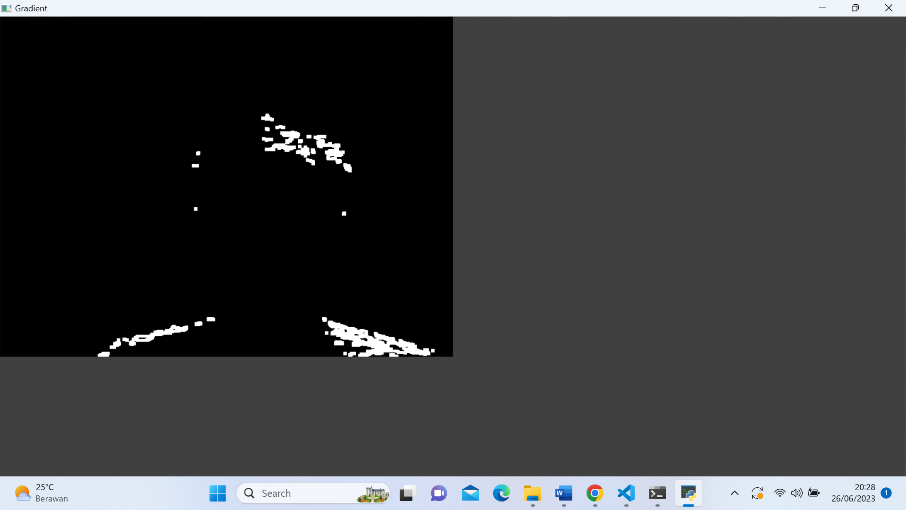 Gradient
25°C
Berawan
Search
20:28
26/06/2023
1